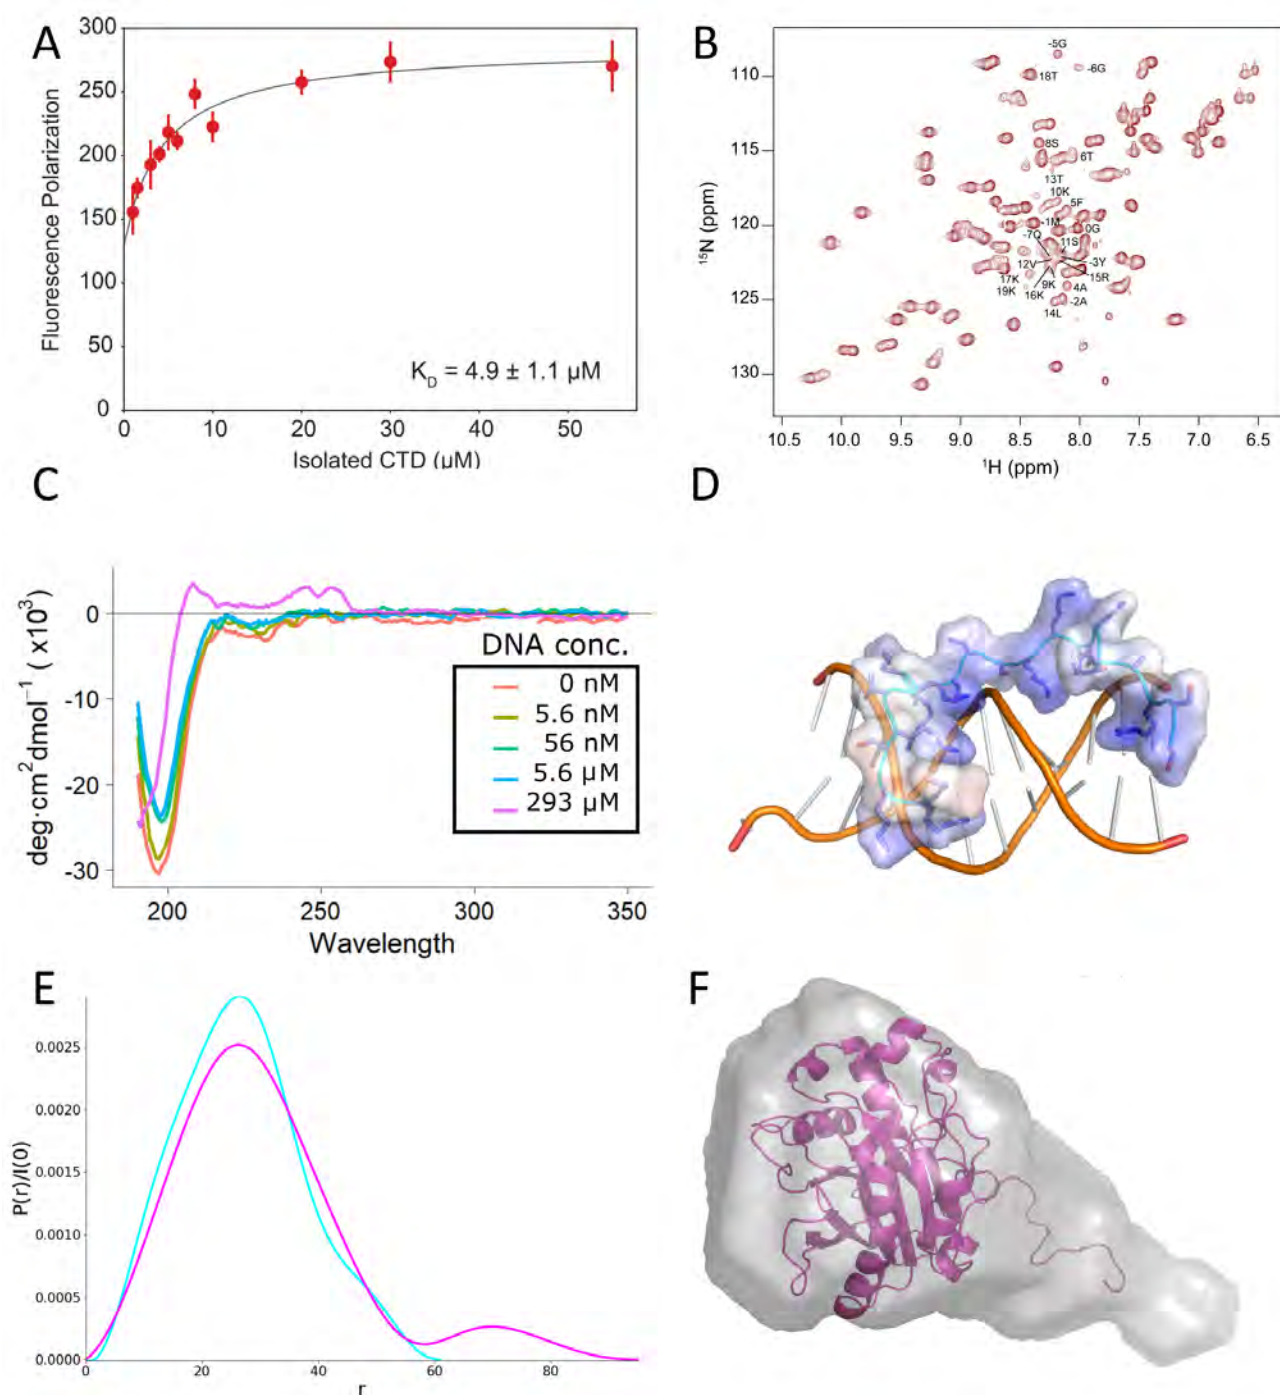 A
300
250
200
150
100
50
0
Fluorescence Polarization
K_D = 4.9 ± 1.1 µM
0 10 20 30 40 50
Isolated CTD (µM)
B
110
115
120
125
130
¹⁵N (ppm)
-5G
-6G
18T
8S
6T
13T
10K
5F
-1M
0G
-7Q
11S
12V
-3Y
17K
15R
19K
16K
9K
4A
-2A
14L
10.5 10.0 9.5 9.0 8.5 8.0 7.5 7.0 6.5
¹H (ppm)
C
deg·cm²dmol⁻¹ ( x10³)
0
-10
-20
-30
DNA conc.
0 nM
5.6 nM
56 nM
5.6 µM
293 µM
200 250 300 350
Wavelength
D
E
P(r)/I(0)
0.0025
0.0020
0.0015
0.0010
0.0005
0.0000
0 20 40 60 80
r
F